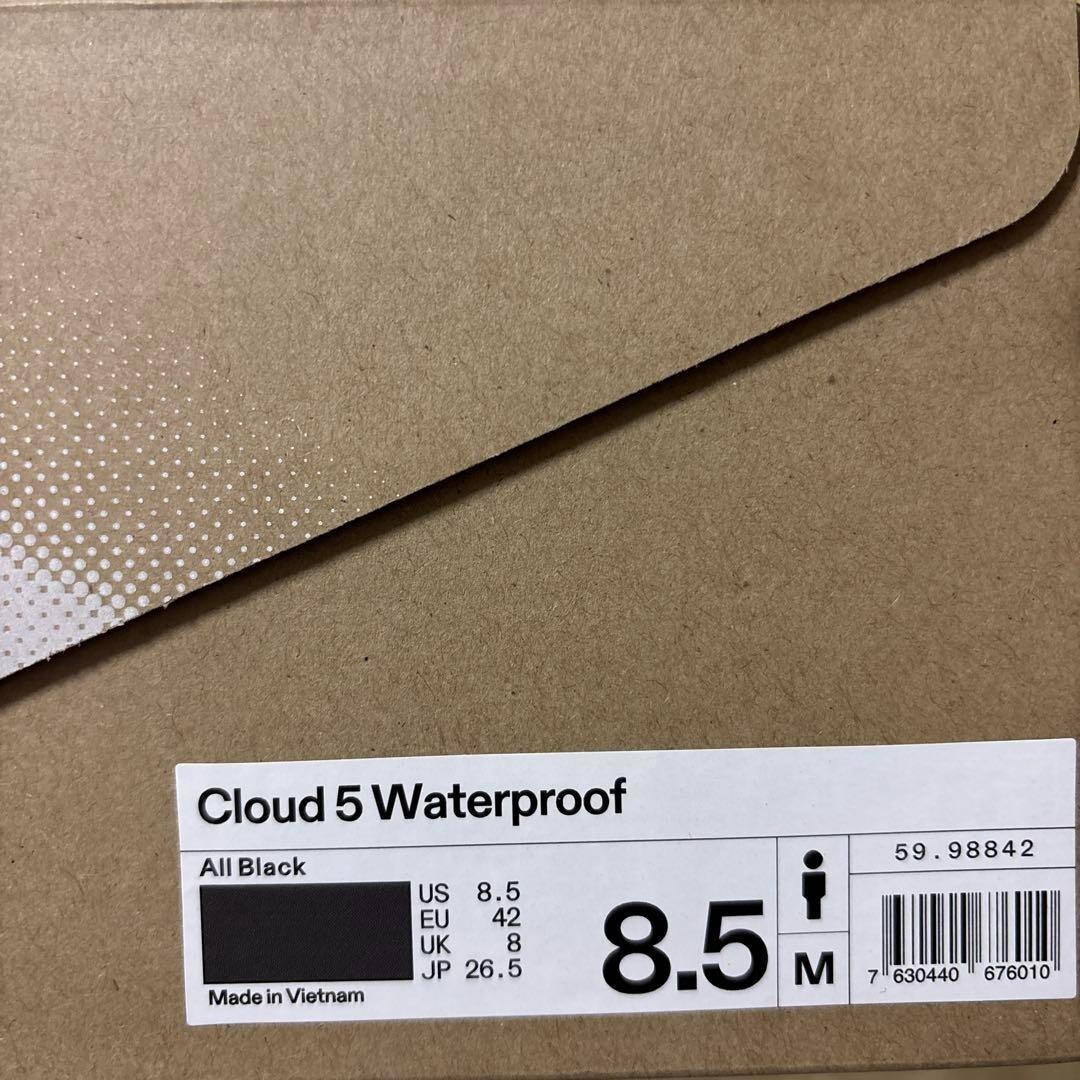 Cloud 5 Waterproof
All Black
US 8.5
EU 42
UK 8
JP 26.5
Made in Vietnam
8.5
M
59.98842
7 630440 676010